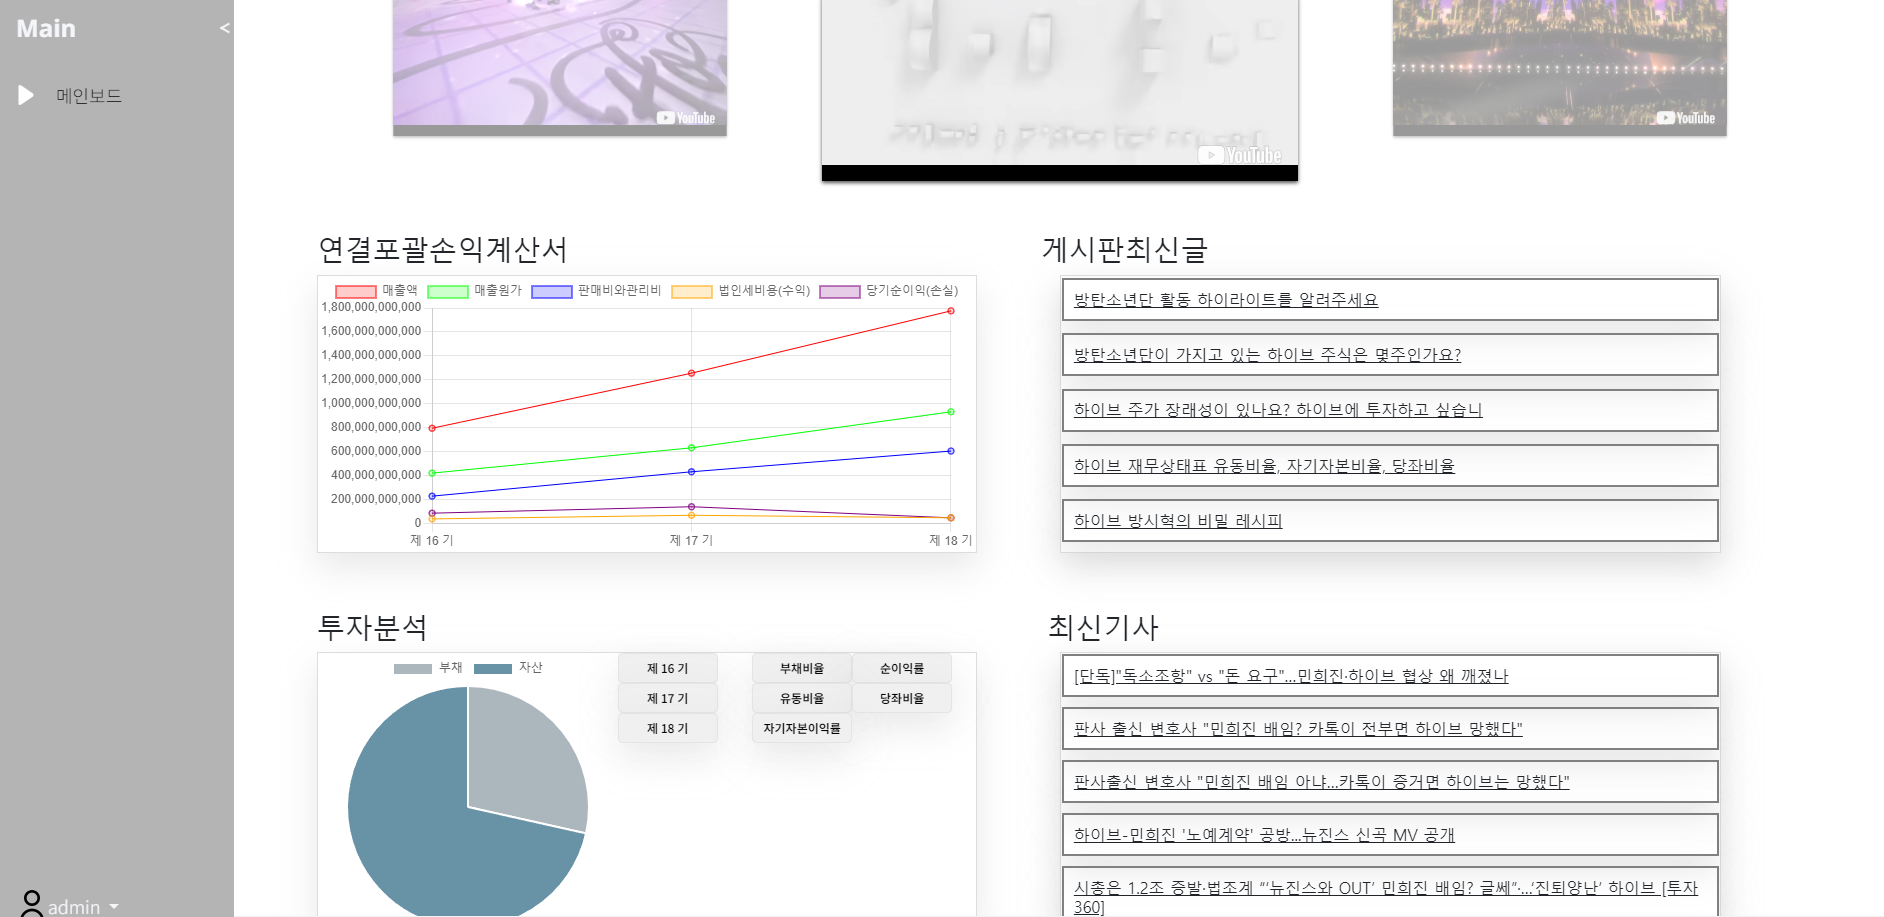 Main
<
메인보드
YouTube
YouTube
YouTube
연결포괄손익계산서
매출액 매출원가 판매비와관리비 법인세비용(수익) 당기순이익(손실)
1,800,000,000,000
1,600,000,000,000
1,400,000,000,000
1,200,000,000,000
1,000,000,000,000
800,000,000,000
600,000,000,000
400,000,000,000
200,000,000,000
0
제 16 기 제 17 기 제 18 기
게시판최신글
방탄소년단 활동 하이라이트를 알려주세요
방탄소년단이 가지고 있는 하이브 주식은 몇주인가요?
하이브 주가 장래성이 있나요? 하이브에 투자하고 싶습니
하이브 재무상태표 유동비율, 자기자본비율, 당좌비율
하이브 방시혁의 비밀 레시피
투자분석
부채 자산
제 16 기
제 17 기
제 18 기
부채비율 순이익률
유동비율 당좌비율
자기자본이익률
최신기사
[단독]"독소조항" vs "돈 요구"…민희진·하이브 협상 왜 깨졌나
판사 출신 변호사 "민희진 배임? 카톡이 전부면 하이브 망했다"
판사출신 변호사 "민희진 배임 아냐…카톡이 증거면 하이브는 망했다"
하이브-민희진 '노예계약' 공방...뉴진스 신곡 MV 공개
시총은 1.2조 증발·법조계 “‘뉴진스와 OUT’ 민희진 배임? 글쎄”·…‘진퇴양난’ 하이브 [투자
360]
admin